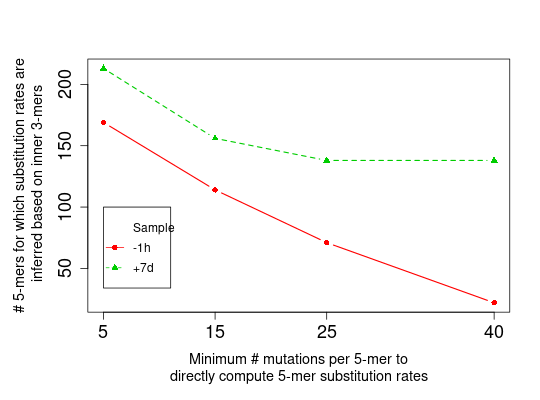 # 5-mers for which substitution rates are
inferred based on inner 3-mers
200
150
100
50
Sample
-1h
+7d
5 15 25 40
Minimum # mutations per 5-mer to
directly compute 5-mer substitution rates